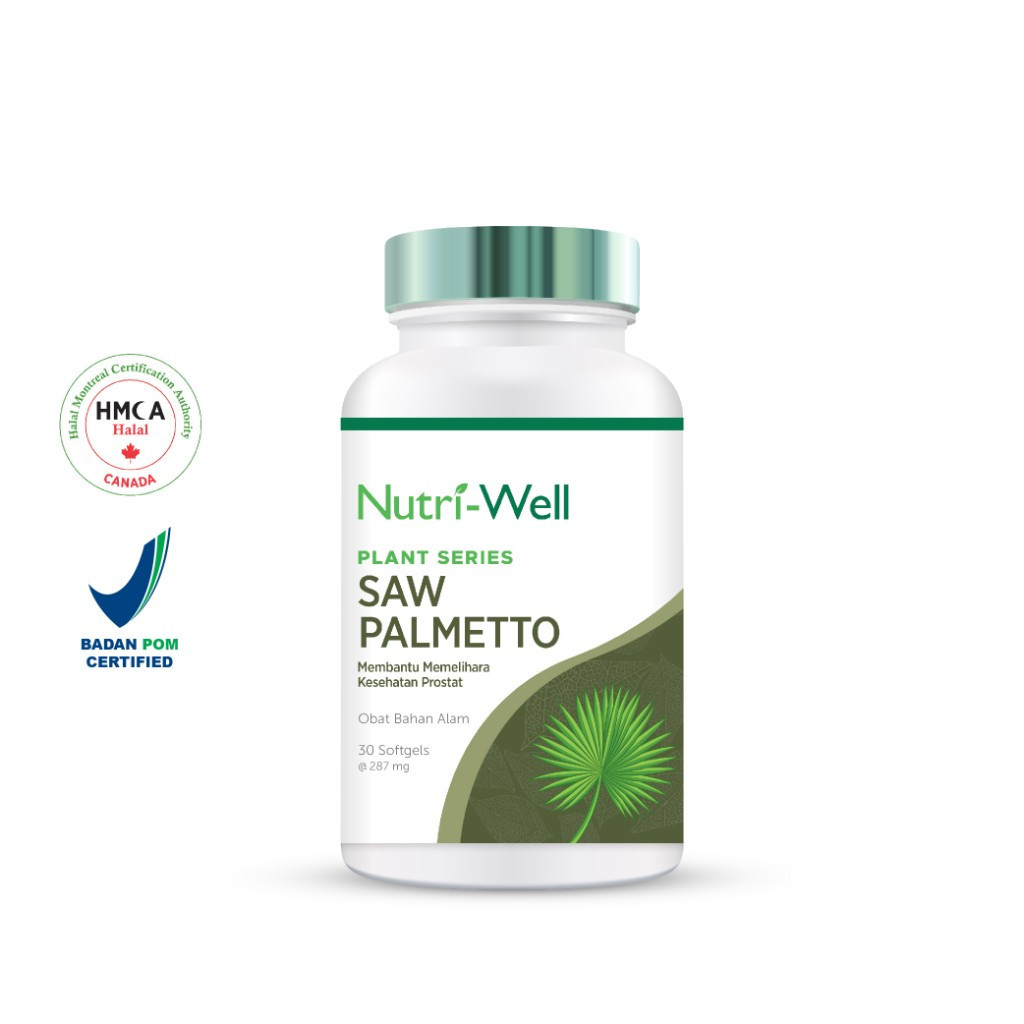 Halal Montreal Certification Authority
HMCA
Halal
CANADA
BADAN POM
CERTIFIED
Nutri-Well
PLANT SERIES
SAW
PALMETTO
Membantu Memelihara
Kesehatan Prostat
Obat Bahan Alam
30 Softgels
@ 287 mg